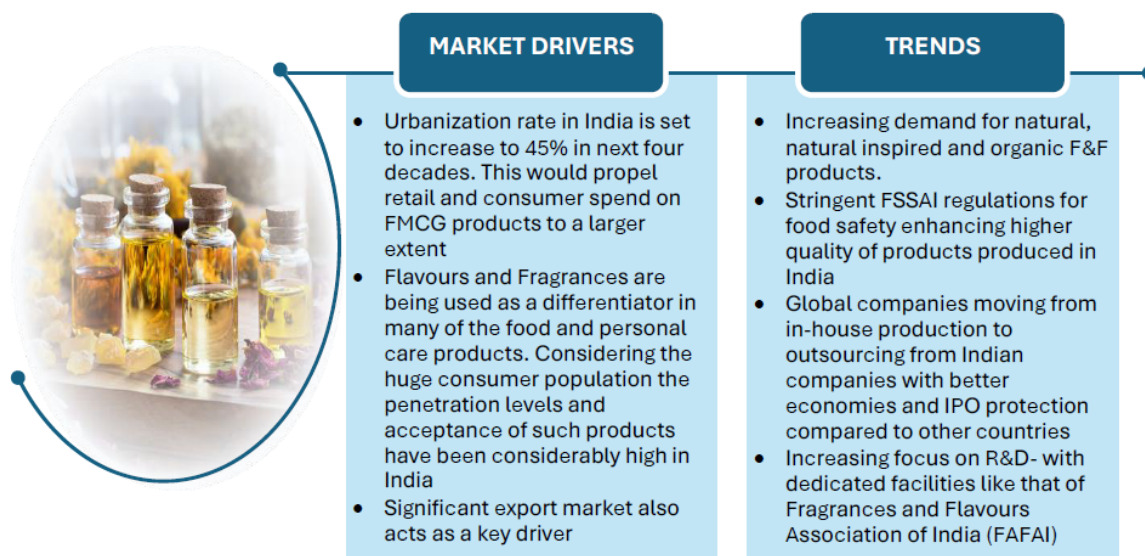 MARKET DRIVERS
• Urbanization rate in India is set
to increase to 45% in next four
decades. This would propel
retail and consumer spend on
FMCG products to a larger
extent
• Flavours and Fragrances are
being used as a differentiator in
many of the food and personal
care products. Considering the
huge consumer population the
penetration levels and
acceptance of such products
have been considerably high in
India
• Significant export market also
acts as a key driver
TRENDS
• Increasing demand for natural,
natural inspired and organic F&F
products.
• Stringent FSSAI regulations for
food safety enhancing higher
quality of products produced in
India
• Global companies moving from
in-house production to
outsourcing from Indian
companies with better
economies and IPO protection
compared to other countries
• Increasing focus on R&D- with
dedicated facilities like that of
Fragrances and Flavours
Association of India (FAFAI)